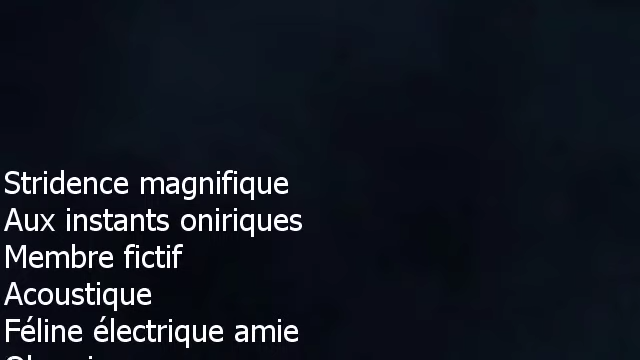 Stridence magnifique
Aux instants oniriques
Membre fictif
Acoustique
Féline électrique amie